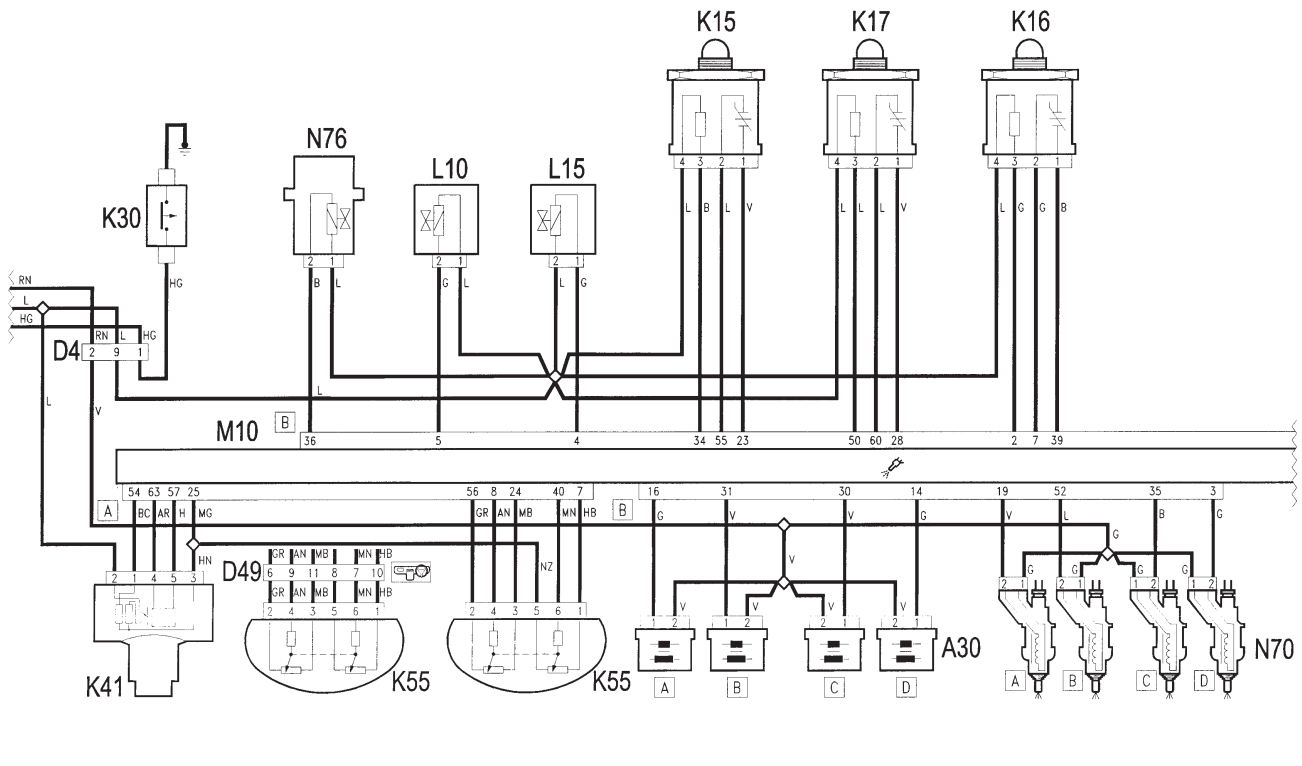 K15 K17 K16
N76
L10 L15
K30
4 3 2 1 4 3 2 1 4 3 2 1
L B L V L L L V L G G B
2 1 2 1 2 1
HG B L G L L G
RN
L
HG
RN L HG
D4 2 9 1
L V L
M10 B 36 5 4 34 55 23 50 60 28 2 7 39
54 63 57 25 56 8 24 40 7 16 31 30 14 19 52 35 3
A B
BC AR H MG GR AN MB MN HB G V V G V L B G
G
HN GR AN MB MN HB NZ V
D49 6 9 11 8 7 10
G G G G
2 1 4 5 3 GR AN MB MN HB 2 1 2 1 1 2 1 2
2 4 3 5 6 1 2 4 3 5 6 1 V V V V
1 2 1 2 2 1 2 1
A30 N70
K41 K55 K55 A B C D A B C D